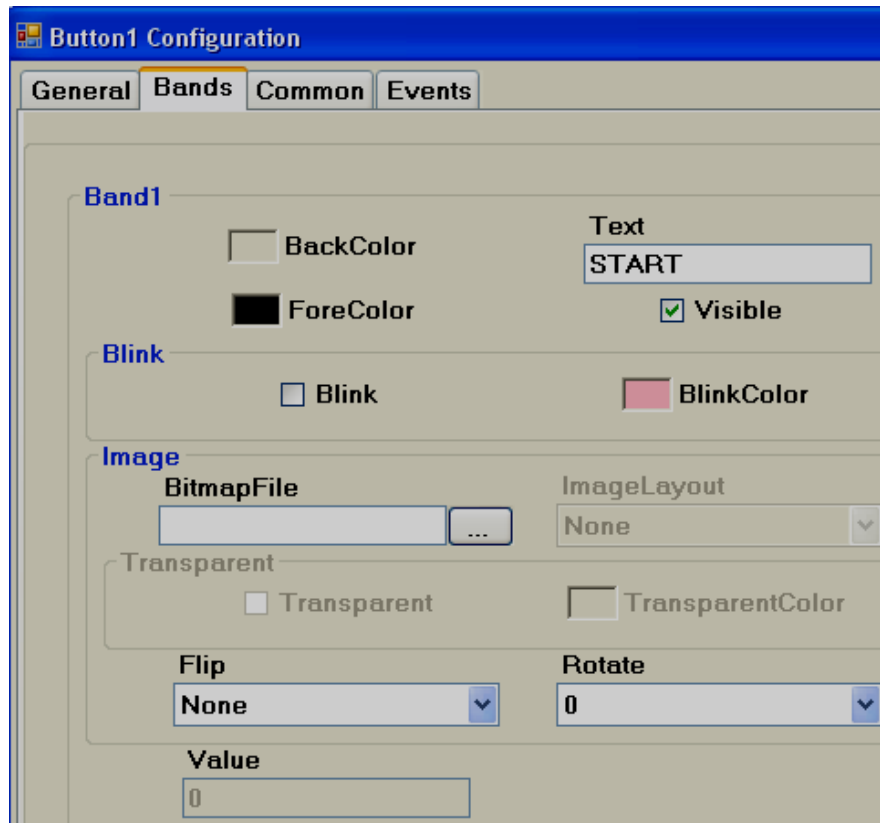 Button1 Configuration
General Bands Common Events
Band1
BackColor
Text
START
ForeColor
Visible
Blink
Blink
BlinkColor
Image
BitmapFile
ImageLayout
...
None
Transparent
Transparent
TransparentColor
Flip
Rotate
None
0
Value
0